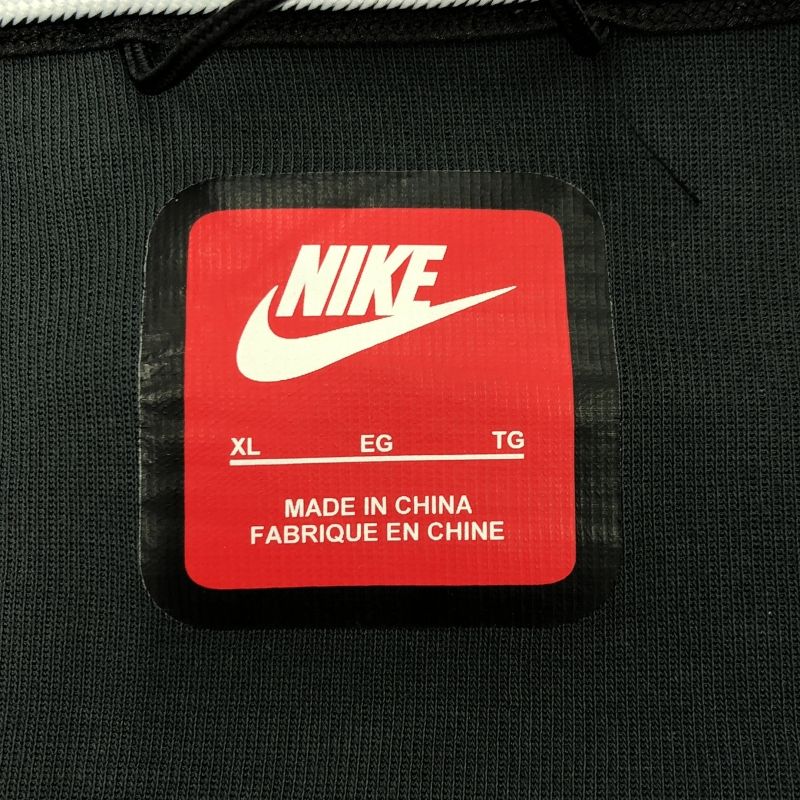 NIKE
XL EG TG
MADE IN CHINA
FABRIQUE EN CHINE